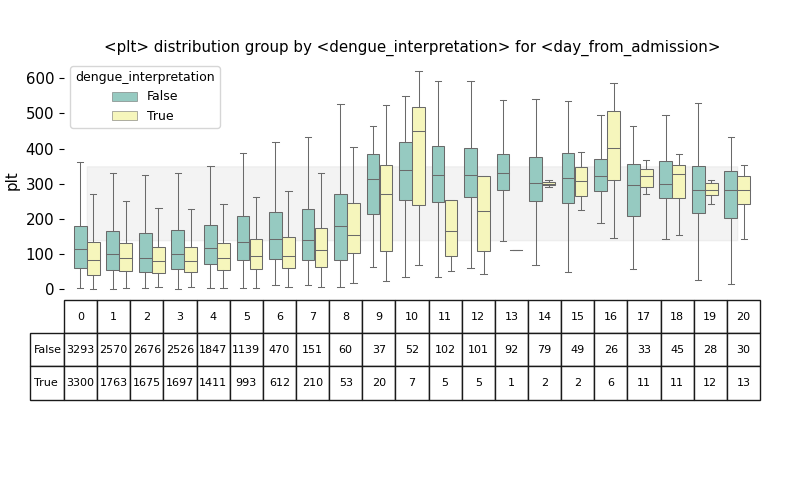 <plt> distribution group by <dengue_interpretation> for <day_from_admission>
dengue_interpretation
False
True
plt
600
500
400
300
200
100
0
0 1 2 3 4 5 6 7 8 9 10 11 12 13 14 15 16 17 18 19 20
False 3293 2570 2676 2526 1847 1139 470 151 60 37 52 102 101 92 79 49 26 33 45 28 30
True 3300 1763 1675 1697 1411 993 612 210 53 20 7 5 5 1 2 2 6 11 11 12 13